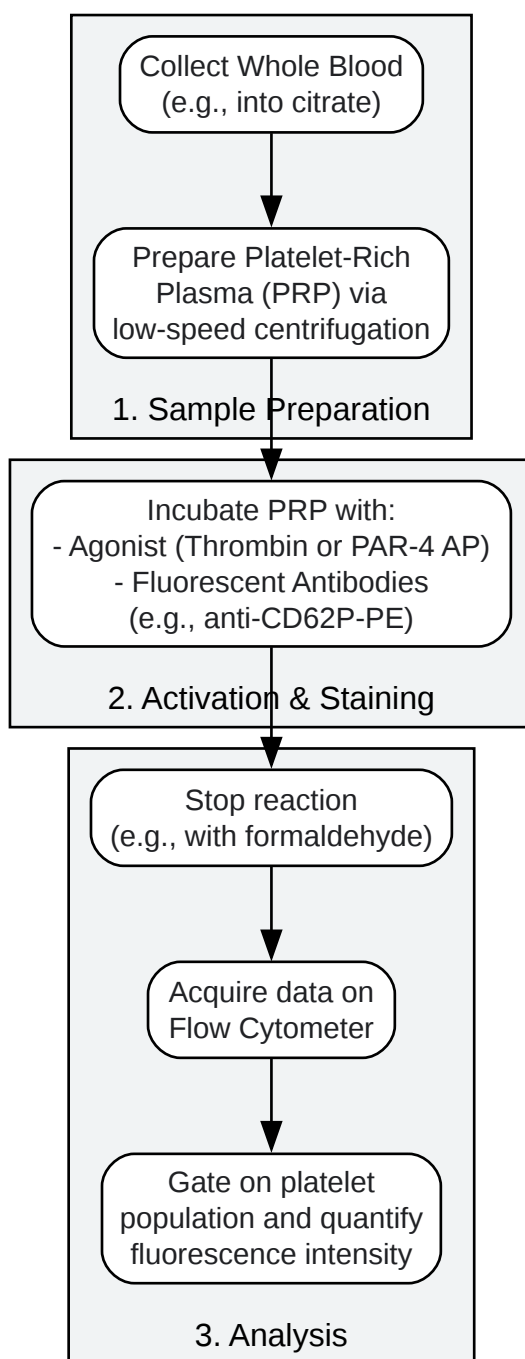 Collect Whole Blood
(e.g., into citrate)
Prepare Platelet-Rich
Plasma (PRP) via
low-speed centrifugation
1. Sample Preparation
Incubate PRP with:
- Agonist (Thrombin or PAR-4 AP)
- Fluorescent Antibodies
(e.g., anti-CD62P-PE)
2. Activation & Staining
Stop reaction
(e.g., with formaldehyde)
Acquire data on
Flow Cytometer
Gate on platelet
population and quantify
fluorescence intensity
3. Analysis